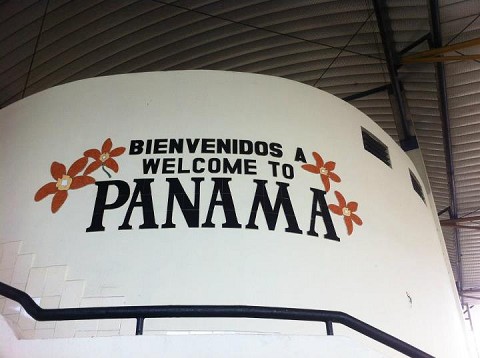 BIENVENIDOS A
WELCOME TO
PANAMA